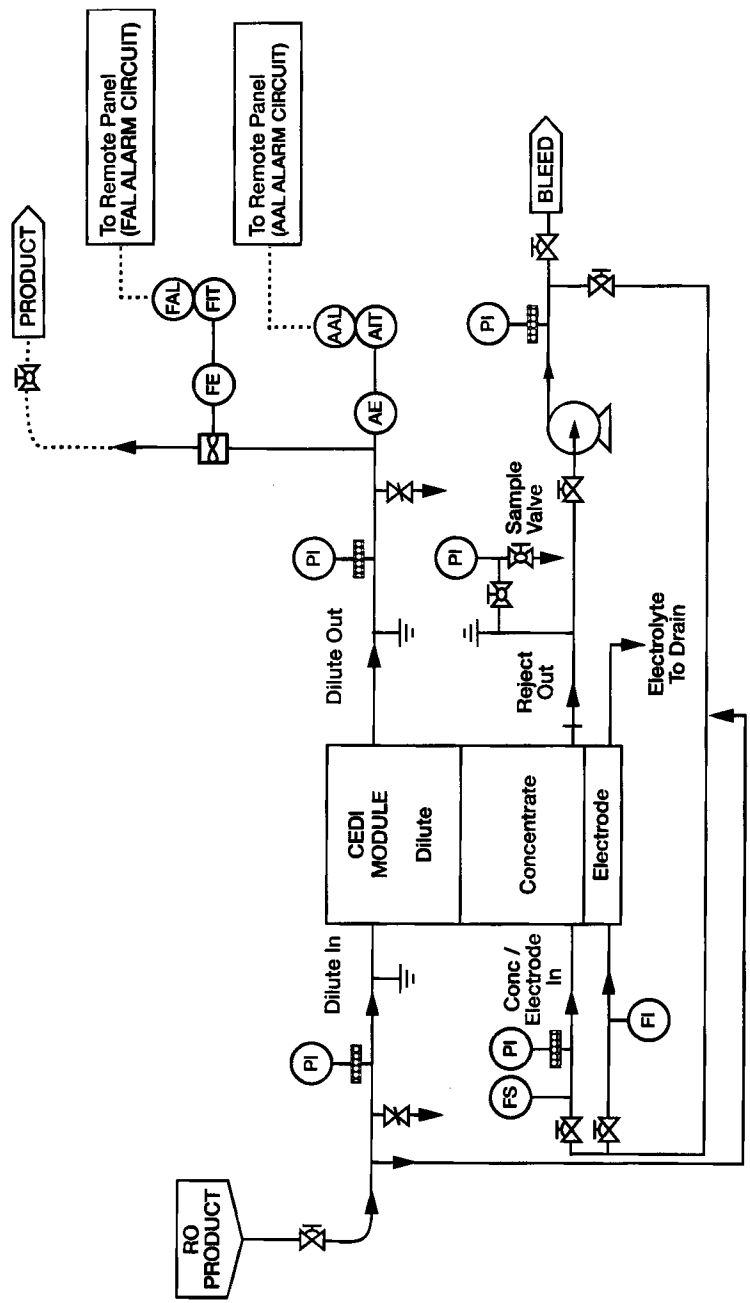 RO
PRODUCT
PI
Dilute In
CEDI
MODULE
Dilute
Concentrate
Electrode
FS
PI
Conc /
Electrode
In
FI
Dilute Out
PI
AE
AIT
AAL
To Remote Panel
(AAL ALARM CIRCUIT)
FE
FIT
FAL
To Remote Panel
(FAL ALARM CIRCUIT)
PRODUCT
Reject
Out
PI
Sample
Valve
PI
BLEED
Electrolyte
To Drain